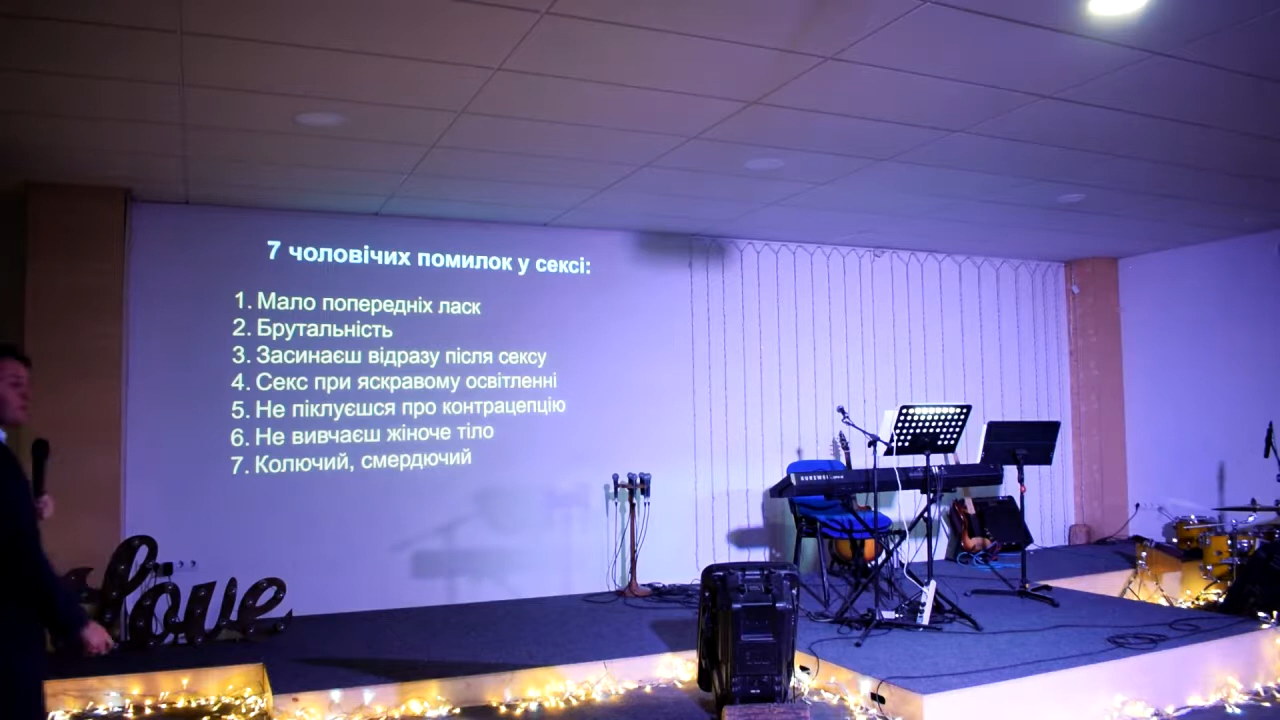 7 чоловічих помилок у сексі:
1. Мало попередніх ласк
2. Брутальність
3. Засинаєш відразу після сексу
4. Секс при яскравому освітленні
5. Не піклуєшся про контрацепцію
6. Не вивчаєш жіноче тіло
7. Колючий, смердючий
KURZWEIL
love